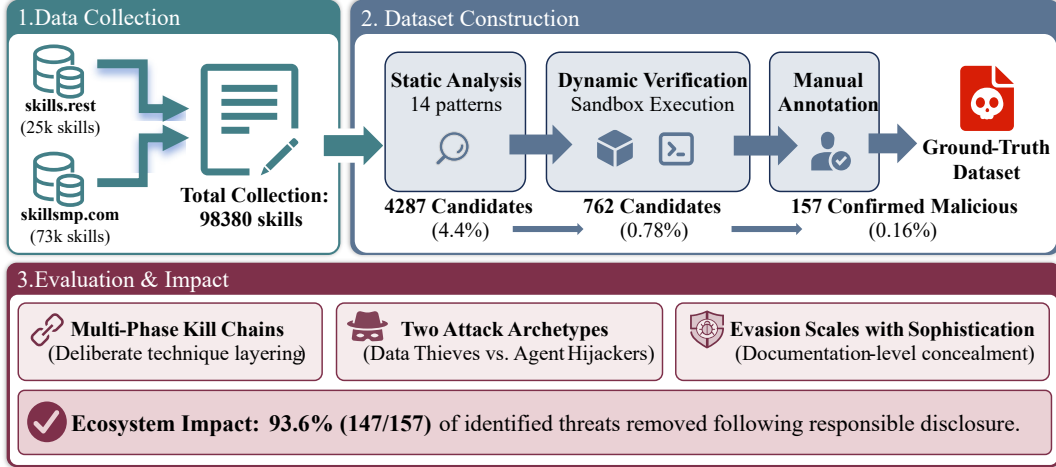 1.Data Collection
skills.rest
(25k skills)
skillsmp.com
(73k skills)
Total Collection:
98380 skills
2. Dataset Construction
Static Analysis
14 patterns
4287 Candidates
(4.4%)
Dynamic Verification
Sandbox Execution
762 Candidates
(0.78%)
Manual
Annotation
157 Confirmed Malicious
(0.16%)
Ground-Truth
Dataset
3.Evaluation & Impact
Multi-Phase Kill Chains
(Deliberate technique layering)
Two Attack Archetypes
(Data Thieves vs. Agent Hijackers)
Evasion Scales with Sophistication
(Documentation-level concealment)
Ecosystem Impact: 93.6% (147/157) of identified threats removed following responsible disclosure.